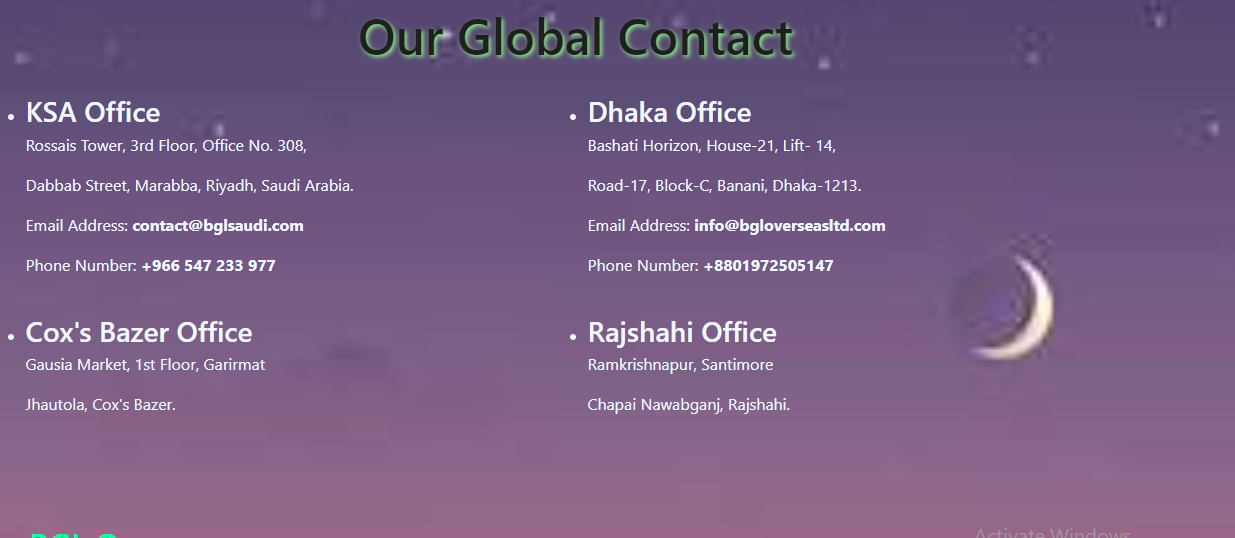 Our Global Contact
KSA Office
Rossais Tower, 3rd Floor, Office No. 308,
Dabbab Street, Marabba, Riyadh, Saudi Arabia.
Email Address: contact@bglsaudi.com
Phone Number: +966 547 233 977
Dhaka Office
Bashati Horizon, House-21, Lift- 14,
Road-17, Block-C, Banani, Dhaka-1213.
Email Address: info@bgloverseasltd.com
Phone Number: +8801972505147
Cox's Bazer Office
Gausia Market, 1st Floor, Garirmat
Jhautola, Cox's Bazer.
Rajshahi Office
Ramkrishnapur, Santimore
Chapai Nawabganj, Rajshahi.
Activate Windows